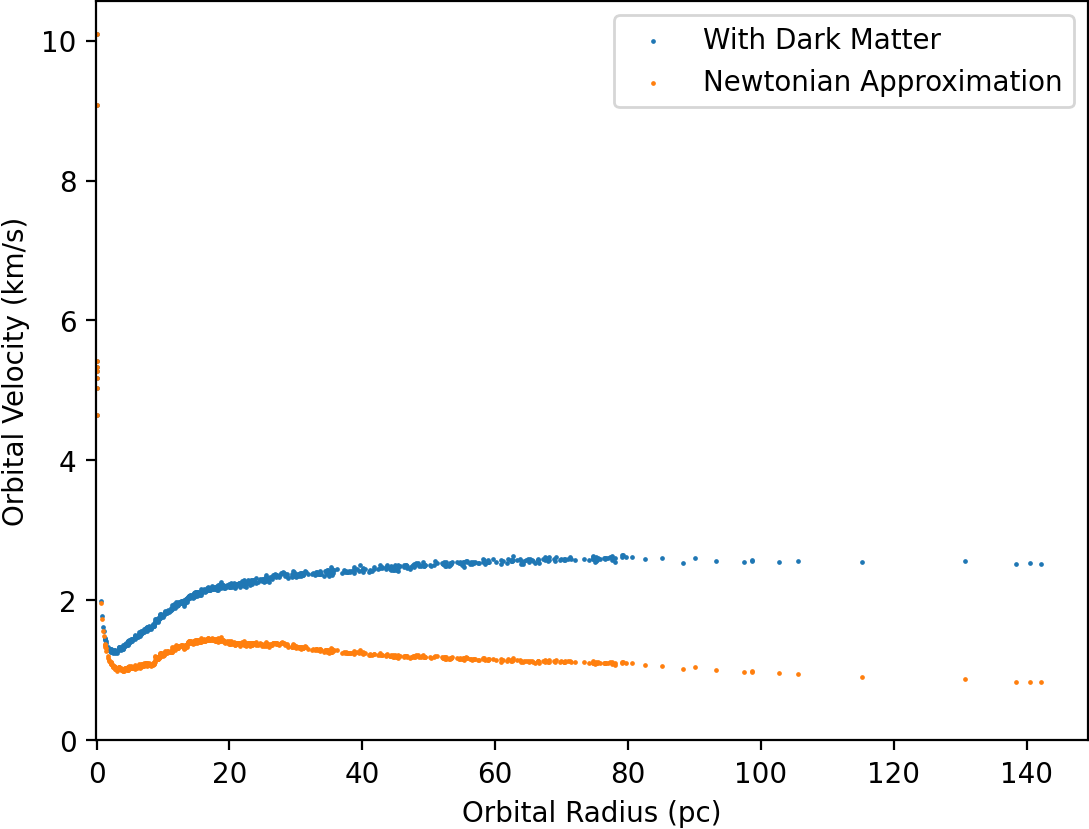 With Dark Matter
Newtonian Approximation
10
8
6
4
2
0
Orbital Velocity (km/s)
0 20 40 60 80 100 120 140
Orbital Radius (pc)